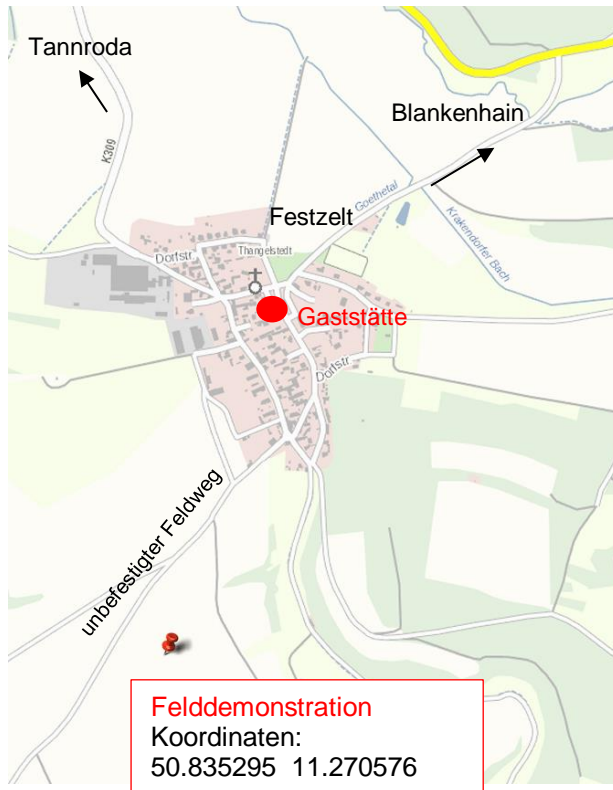 Tannroda
Blankenhain
K309
Goethetal
Festzelt
Krakendorfer Bach
Dorfstr
Thangelstedt
Gaststätte
Dorfstr
unbefestigter Feldweg
Felddemonstration
Koordinaten:
50.835295 11.270576